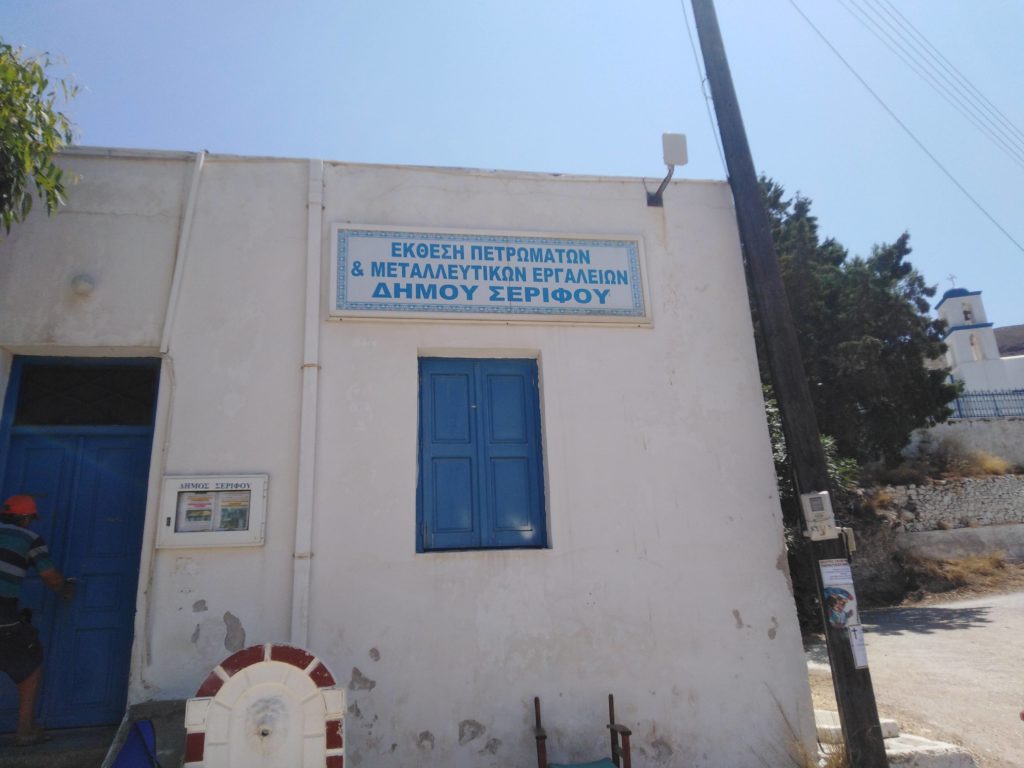 ΕΚΘΕΣΗ ΠΕΤΡΩΜΑΤΩΝ
& ΜΕΤΑΛΛΕΥΤΙΚΩΝ ΕΡΓΑΛΕΙΩΝ
ΔΗΜΟΥ ΣΕΡΙΦΟΥ
ΔΗΜΟΣ ΣΕΡΙΦΟΥ